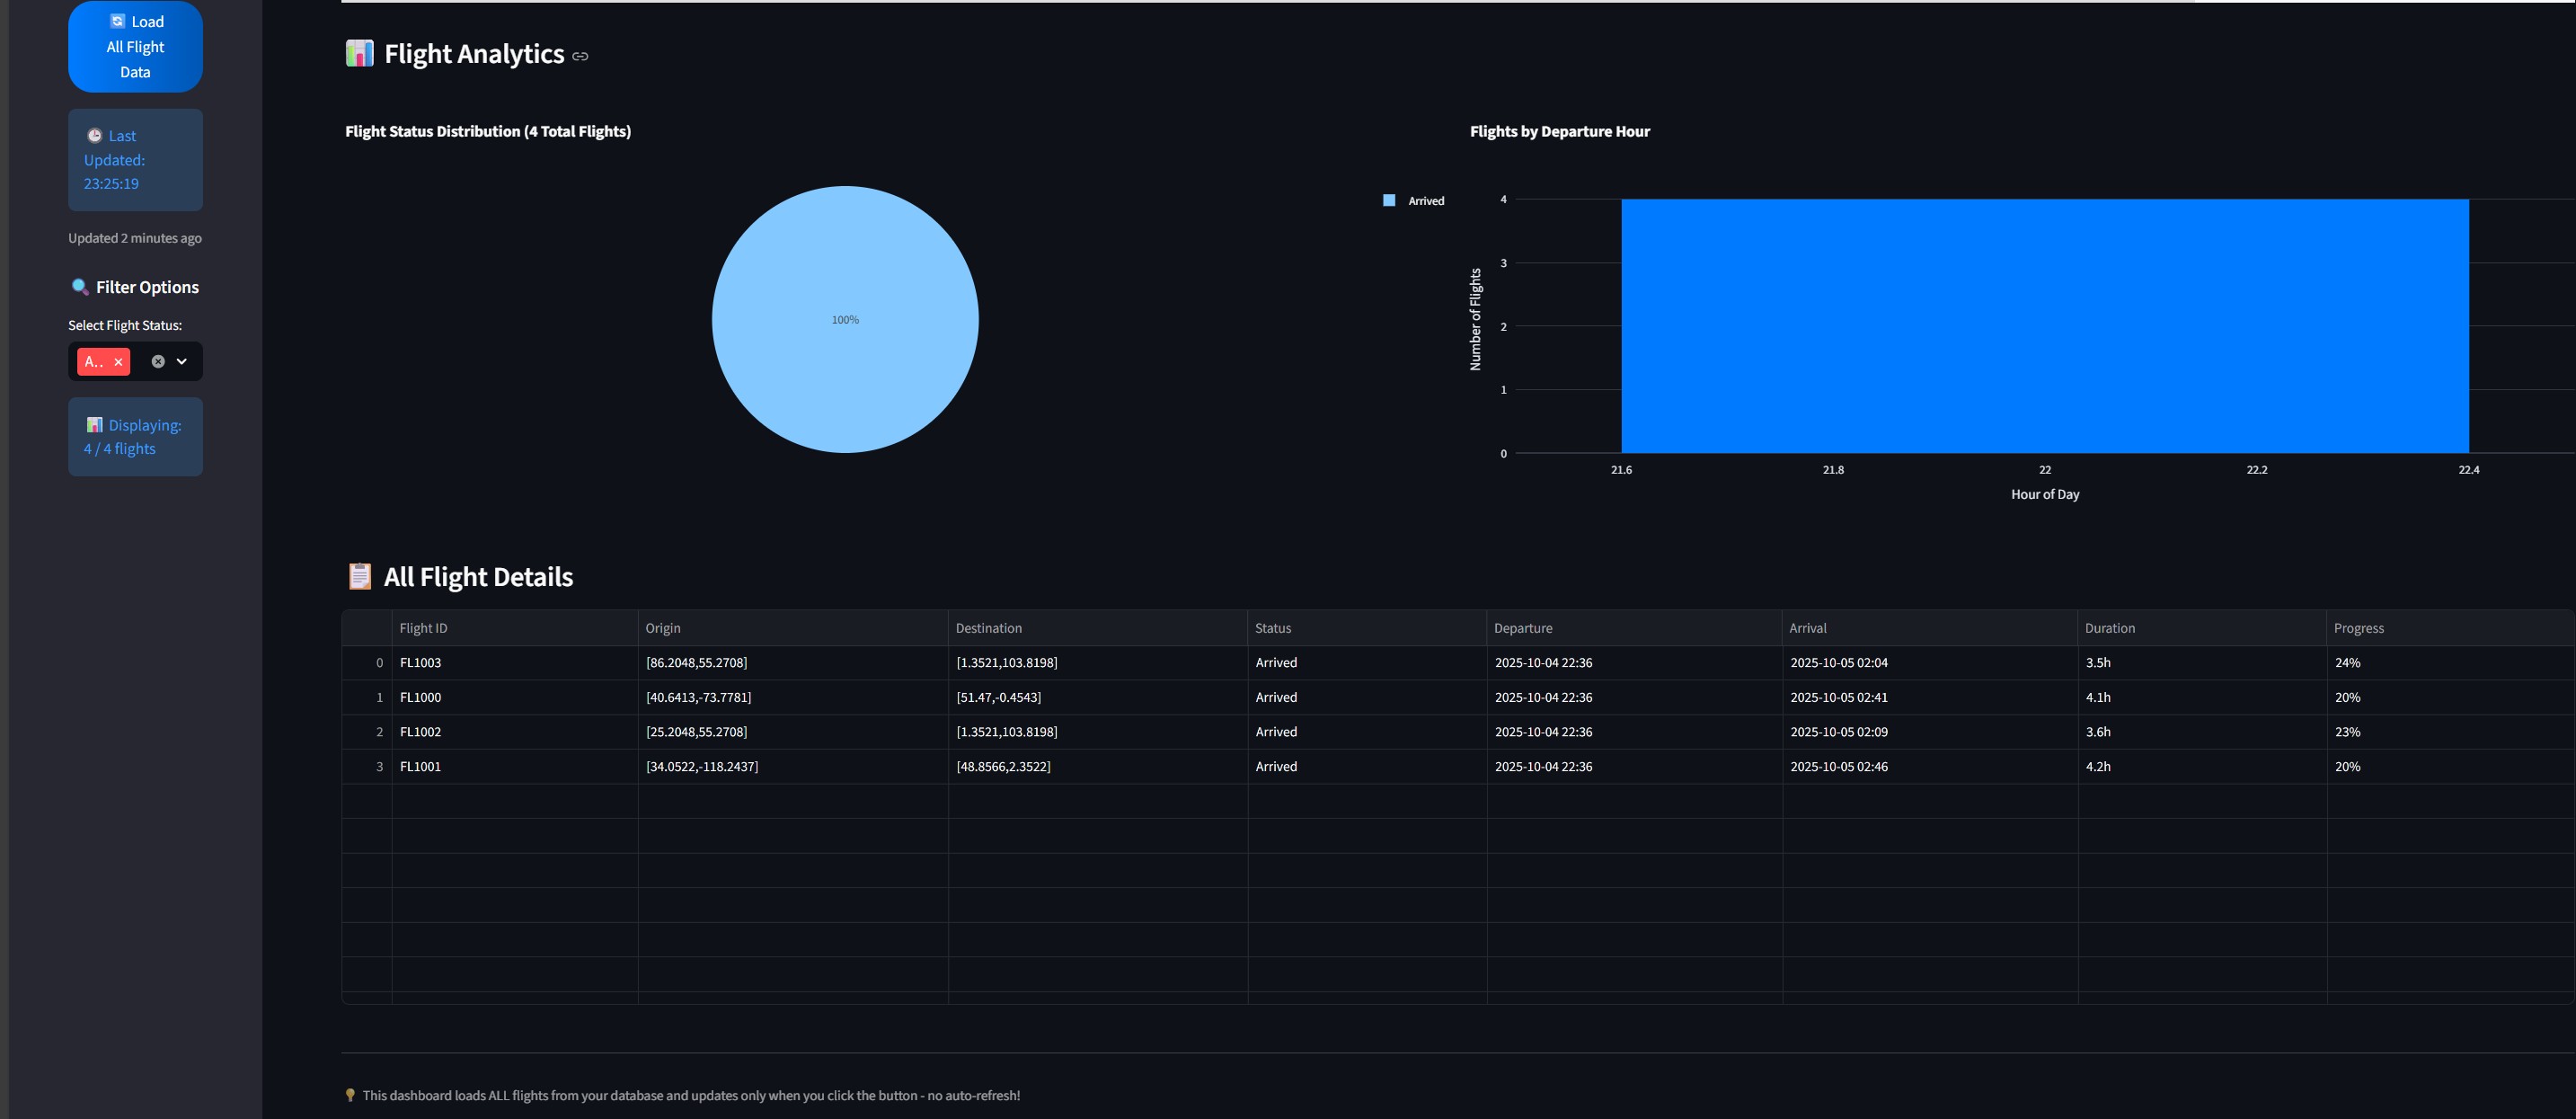 Load
All Flight
Data
Last
Updated:
23:25:19
Updated 2 minutes ago
Filter Options
Select Flight Status:
A..
Displaying:
4 / 4 flights
Flight Analytics
Flight Status Distribution (4 Total Flights)
100%
Arrived
Flights by Departure Hour
Number of Flights
4
3
2
1
0
21.6 21.8 22 22.2 22.4
Hour of Day
All Flight Details
Flight ID Origin Destination Status Departure Arrival Duration Progress
0 FL1003 [86.2048,55.2708] [1.3521,103.8198] Arrived 2025-10-04 22:36 2025-10-05 02:04 3.5h 24%
1 FL1000 [40.6413,-73.7781] [51.47,-0.4543] Arrived 2025-10-04 22:36 2025-10-05 02:41 4.1h 20%
2 FL1002 [25.2048,55.2708] [1.3521,103.8198] Arrived 2025-10-04 22:36 2025-10-05 02:09 3.6h 23%
3 FL1001 [34.0522,-118.2437] [48.8566,2.3522] Arrived 2025-10-04 22:36 2025-10-05 02:46 4.2h 20%
This dashboard loads ALL flights from your database and updates only when you click the button - no auto-refresh!